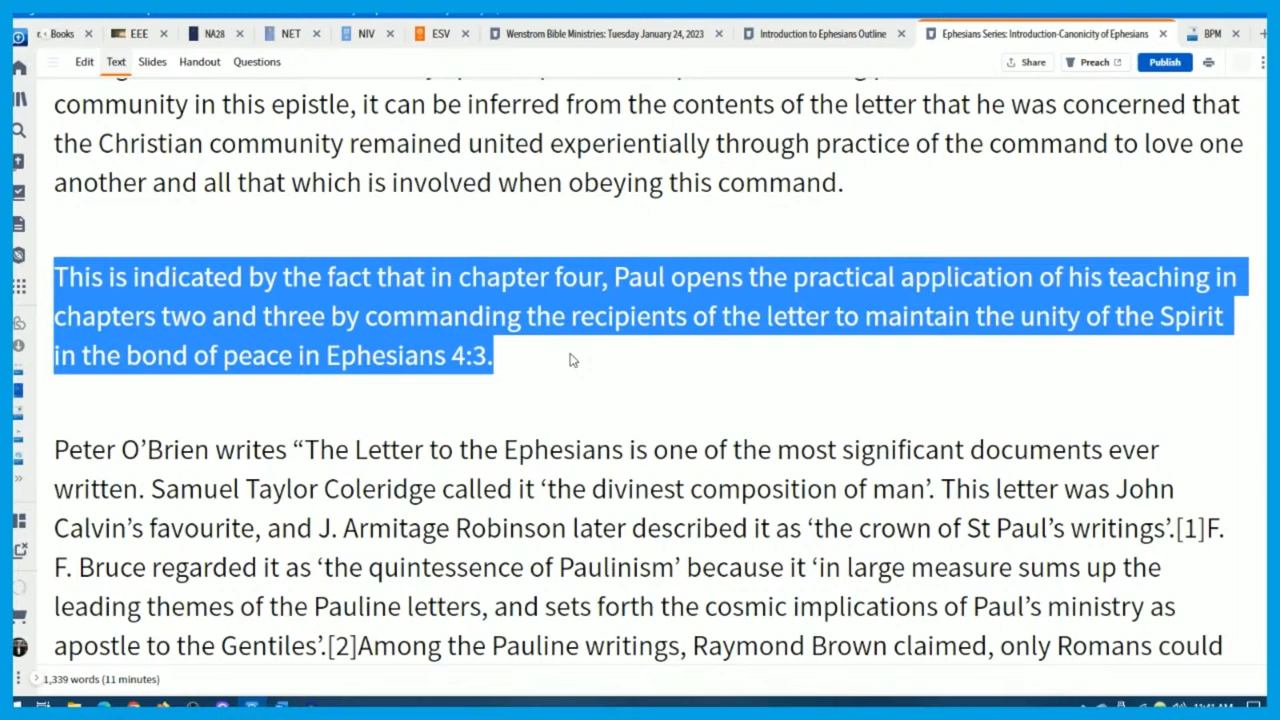 Books
EEE
NA28
NET
NIV
ESV
Wenstrom Bible Ministries: Tuesday January 24, 2023
Introduction to Ephesians Outline
Ephesians Series: Introduction-Canonicity of Ephesians
BPM
Edit Text Slides Handout Questions
Share Preach Publish
community in this epistle, it can be inferred from the contents of the letter that he was concerned that
the Christian community remained united experientially through practice of the command to love one
another and all that which is involved when obeying this command.
This is indicated by the fact that in chapter four, Paul opens the practical application of his teaching in
chapters two and three by commanding the recipients of the letter to maintain the unity of the Spirit
in the bond of peace in Ephesians 4:3.
Peter O’Brien writes “The Letter to the Ephesians is one of the most significant documents ever
written. Samuel Taylor Coleridge called it ‘the divinest composition of man’. This letter was John
Calvin’s favourite, and J. Armitage Robinson later described it as ‘the crown of St Paul’s writings’.[1]F.
F. Bruce regarded it as ‘the quintessence of Paulinism’ because it ‘in large measure sums up the
leading themes of the Pauline letters, and sets forth the cosmic implications of Paul’s ministry as
apostle to the Gentiles’.[2]Among the Pauline writings, Raymond Brown claimed, only Romans could
1,339 words (11 minutes)